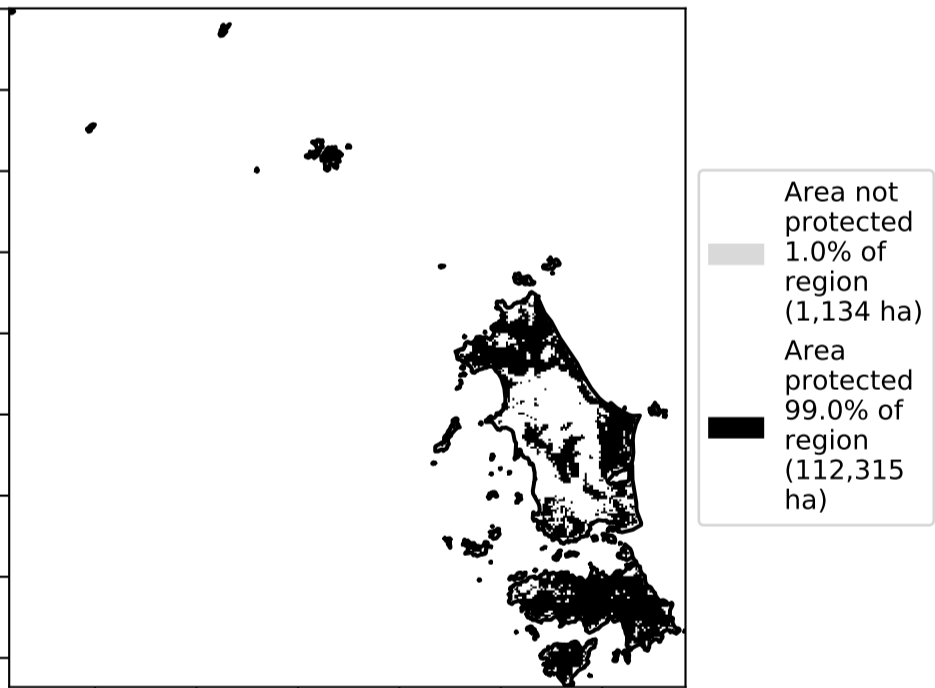 Area not
protected
1.0% of
region
(1,134 ha)
Area
protected
99.0% of
region
(112,315
ha)